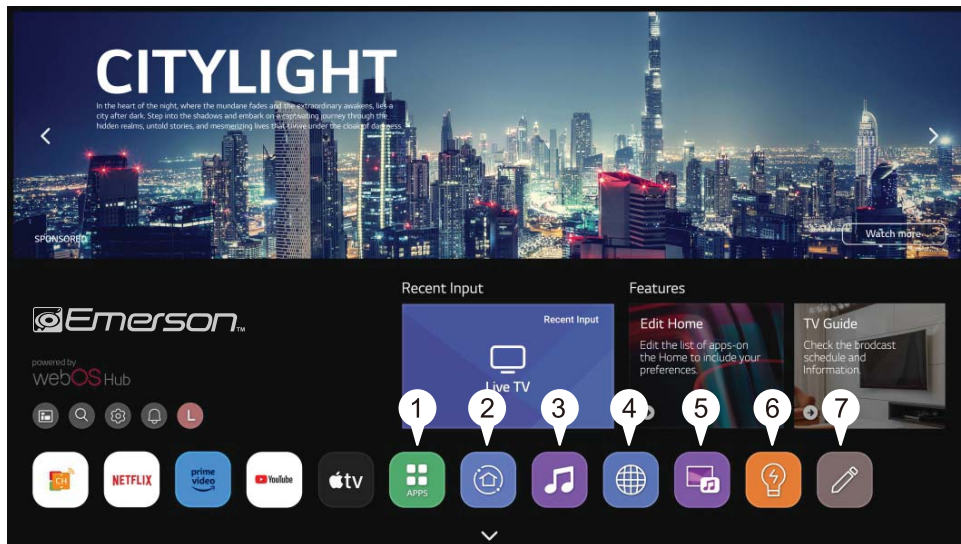 CITYLIGHT
In the heart of the night, where the mundane fades and the extraordinary awakens, lies a
city after dark. Step into the shadows and embark on a captivating journey through the
hidden realms, untold stories, and mesmerizing lives that thrive under the cloak of darkness.
SPONSORED
Watch more
Emerson™
powered by
webOS Hub
L
Recent Input
Recent Input
Live TV
Features
Edit Home
Edit the list of apps-on
the Home to include your
preferences.
TV Guide
Check the brodcast
schedule and
Information.
1 2 3 4 5 6 7
CH
NETFLIX
prime
video
YouTube
tv
APPS